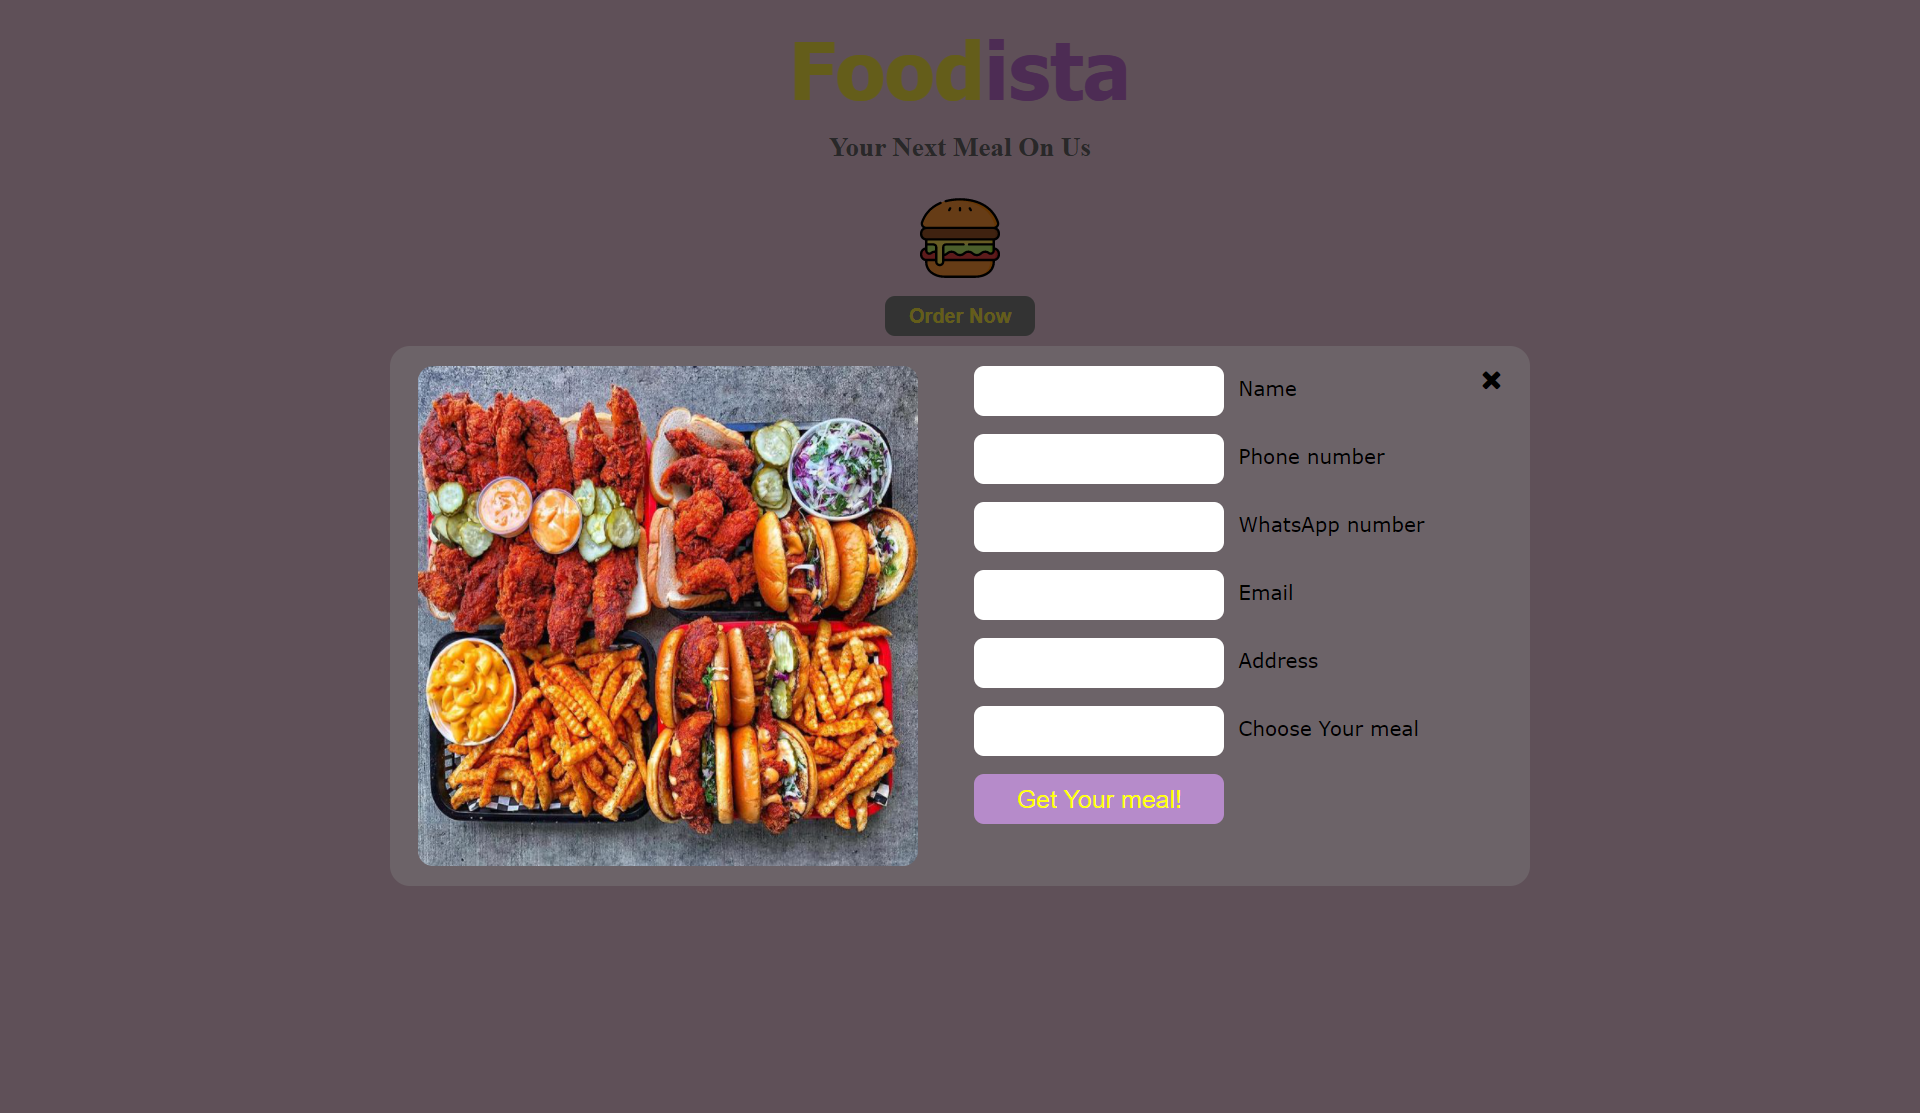 Foodista
Your Next Meal On Us
Order Now
Name
Phone number
WhatsApp number
Email
Address
Choose Your meal
Get Your meal!